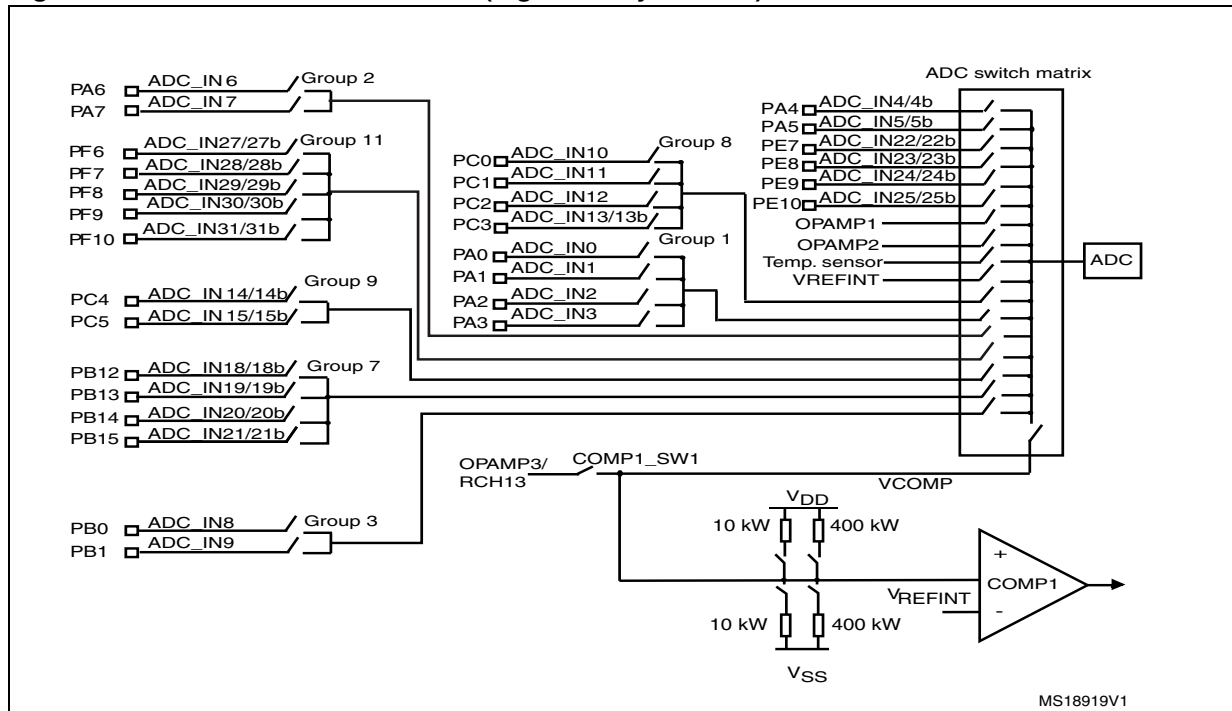 ADC switch matrix
PA6 ADC_IN6 Group 2
PA7 ADC_IN7
PF6 ADC_IN27/27b Group 11
PF7 ADC_IN28/28b
PF8 ADC_IN29/29b
PF9 ADC_IN30/30b
PF10 ADC_IN31/31b
PC4 ADC_IN14/14b Group 9
PC5 ADC_IN15/15b
PB12 ADC_IN18/18b Group 7
PB13 ADC_IN19/19b
PB14 ADC_IN20/20b
PB15 ADC_IN21/21b
PB0 ADC_IN8 Group 3
PB1 ADC_IN9
PC0 ADC_IN10 Group 8
PC1 ADC_IN11
PC2 ADC_IN12
PC3 ADC_IN13/13b
PA0 ADC_IN0 Group 1
PA1 ADC_IN1
PA2 ADC_IN2
PA3 ADC_IN3
PA4 ADC_IN4/4b
PA5 ADC_IN5/5b
PE7 ADC_IN22/22b
PE8 ADC_IN23/23b
PE9 ADC_IN24/24b
PE10 ADC_IN25/25b
OPAMP1
OPAMP2
Temp. sensor
VREFINT
ADC
OPAMP3/ COMP1_SW1
RCH13
VCOMP
VDD
10 kW 400 kW
+
COMP1
VREFINT
-
10 kW 400 kW
VSS
MS18919V1